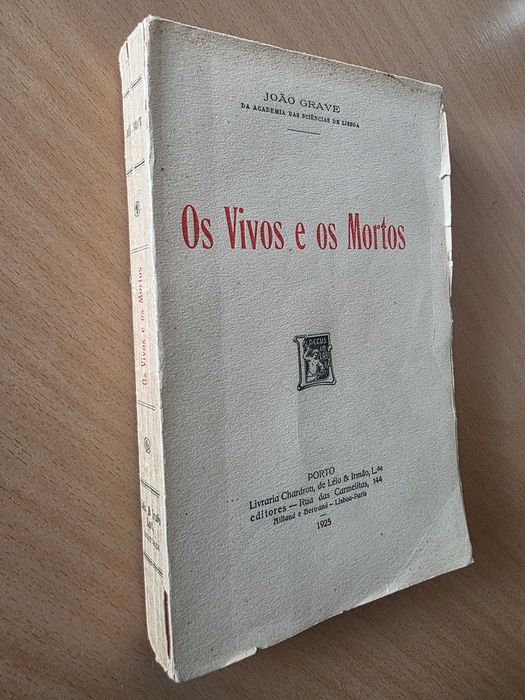 JOÃO GRAVE
DA ACADEMIA DAS SCIÊNCIAS DE LISBOA
Os Vivos e os Mortos
DECUS
PORTO
Livraria Chardron, de Lélo & Irmão, L.da
editores — Rua das Carmelitas, 144
Aillaud e Bertrand — Lisboa-Paris
1925
Os Vivos e os Mortos